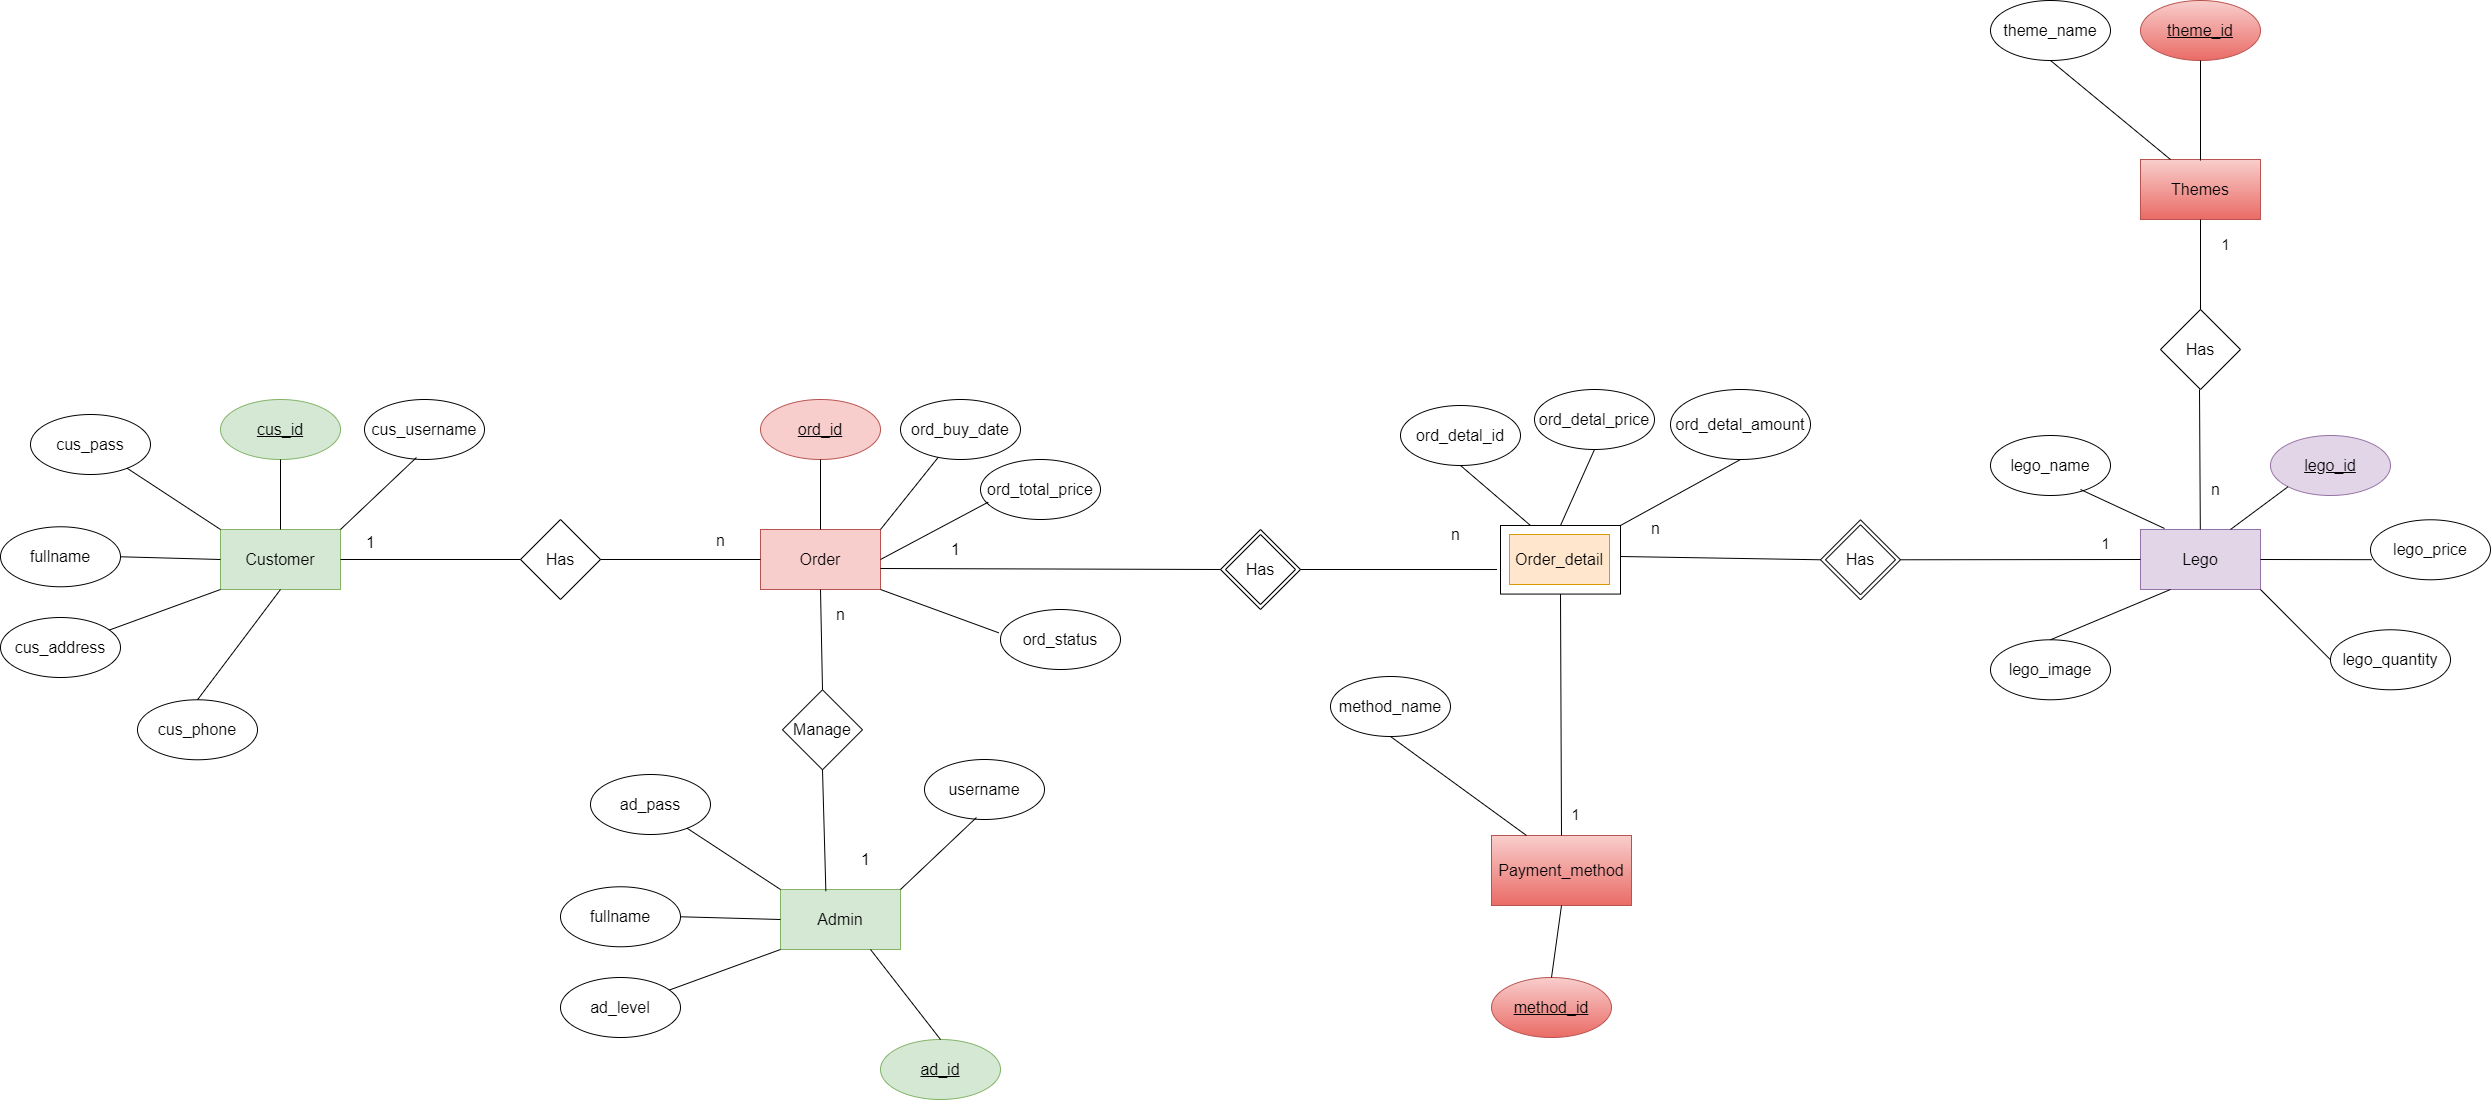 theme_name
theme_id
Themes
1
Has
n
cus_pass
cus_id
cus_username
fullname
Customer
cus_address
cus_phone
1
Has
n
ord_id
ord_buy_date
ord_total_price
Order
1
ord_status
n
Manage
1
ad_pass
username
fullname
Admin
ad_level
ad_id
Has
n
ord_detal_id
ord_detal_price
ord_detal_amount
Order_detail
n
Has
1
method_name
1
Payment_method
method_id
lego_name
lego_id
Lego
lego_price
lego_image
lego_quantity